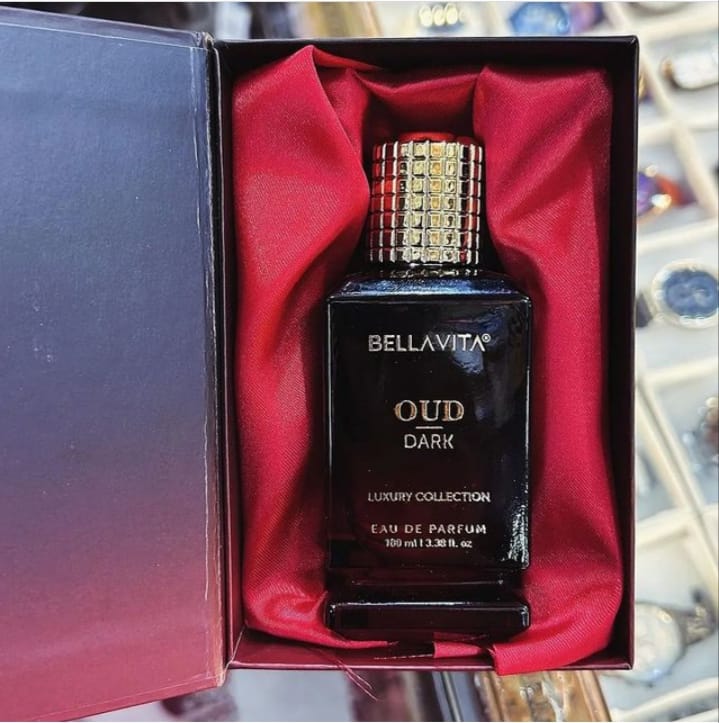 BELLAVITA®
OUD
DARK
LUXURY COLLECTION
EAU DE PARFUM
100 ml | 3.38 fl. oz